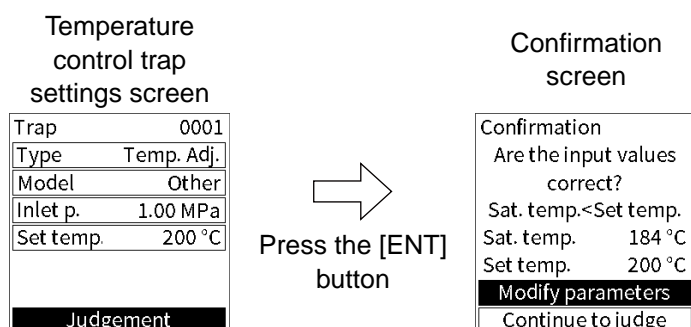 Temperature
control trap
settings screen
Trap 0001
Type Temp. Adj.
Model Other
Inlet p. 1.00 MPa
Set temp. 200 °C
Judgement
Press the [ENT]
button
Confirmation
screen
Confirmation
Are the input values
correct?
Sat. temp.<Set temp.
Sat. temp. 184 °C
Set temp. 200 °C
Modify parameters
Continue to judge